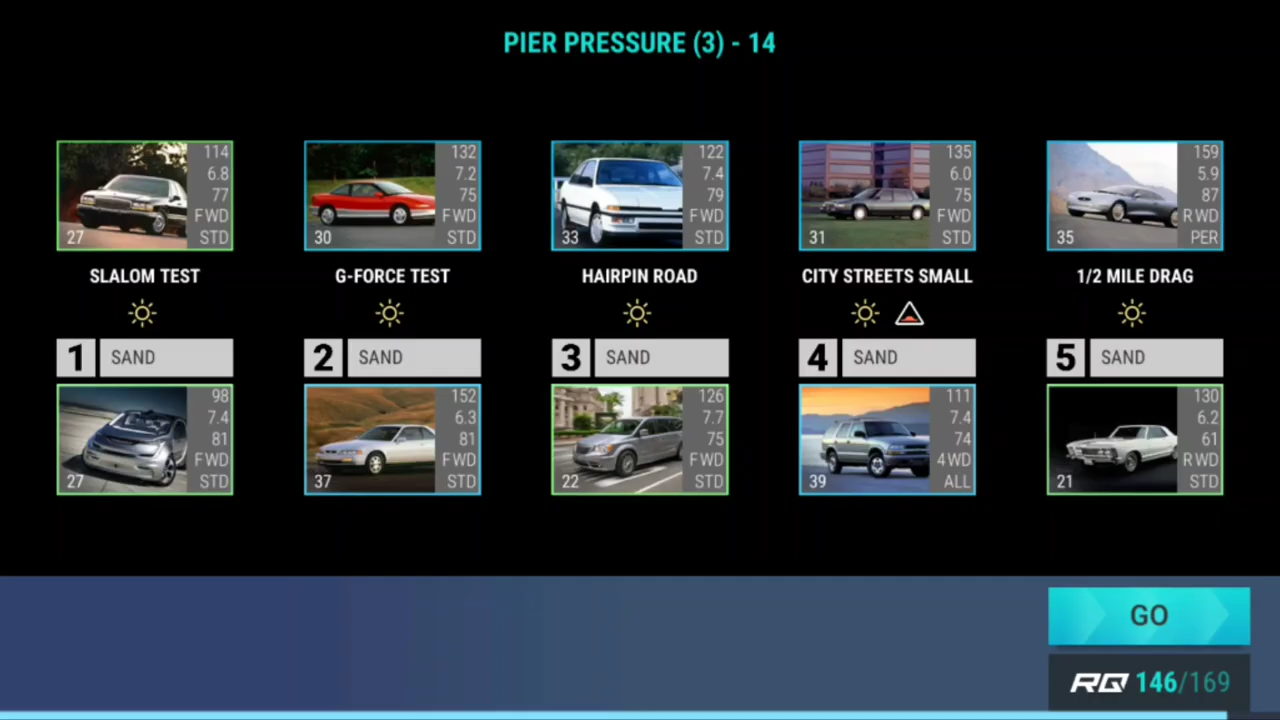 PIER PRESSURE (3) - 14
114
6.8
77
FWD
27 STD
132
7.2
75
FWD
30 STD
122
7.4
79
FWD
33 STD
135
6.0
75
FWD
31 STD
159
5.9
87
RWD
35 PER
SLALOM TEST
G-FORCE TEST
HAIRPIN ROAD
CITY STREETS SMALL
1/2 MILE DRAG
1 SAND
2 SAND
3 SAND
4 SAND
5 SAND
98
7.4
81
FWD
27 STD
152
6.3
81
FWD
37 STD
126
7.7
75
FWD
22 STD
111
7.4
74
4WD
39 ALL
130
6.2
61
RWD
21 STD
GO
RQ 146/169